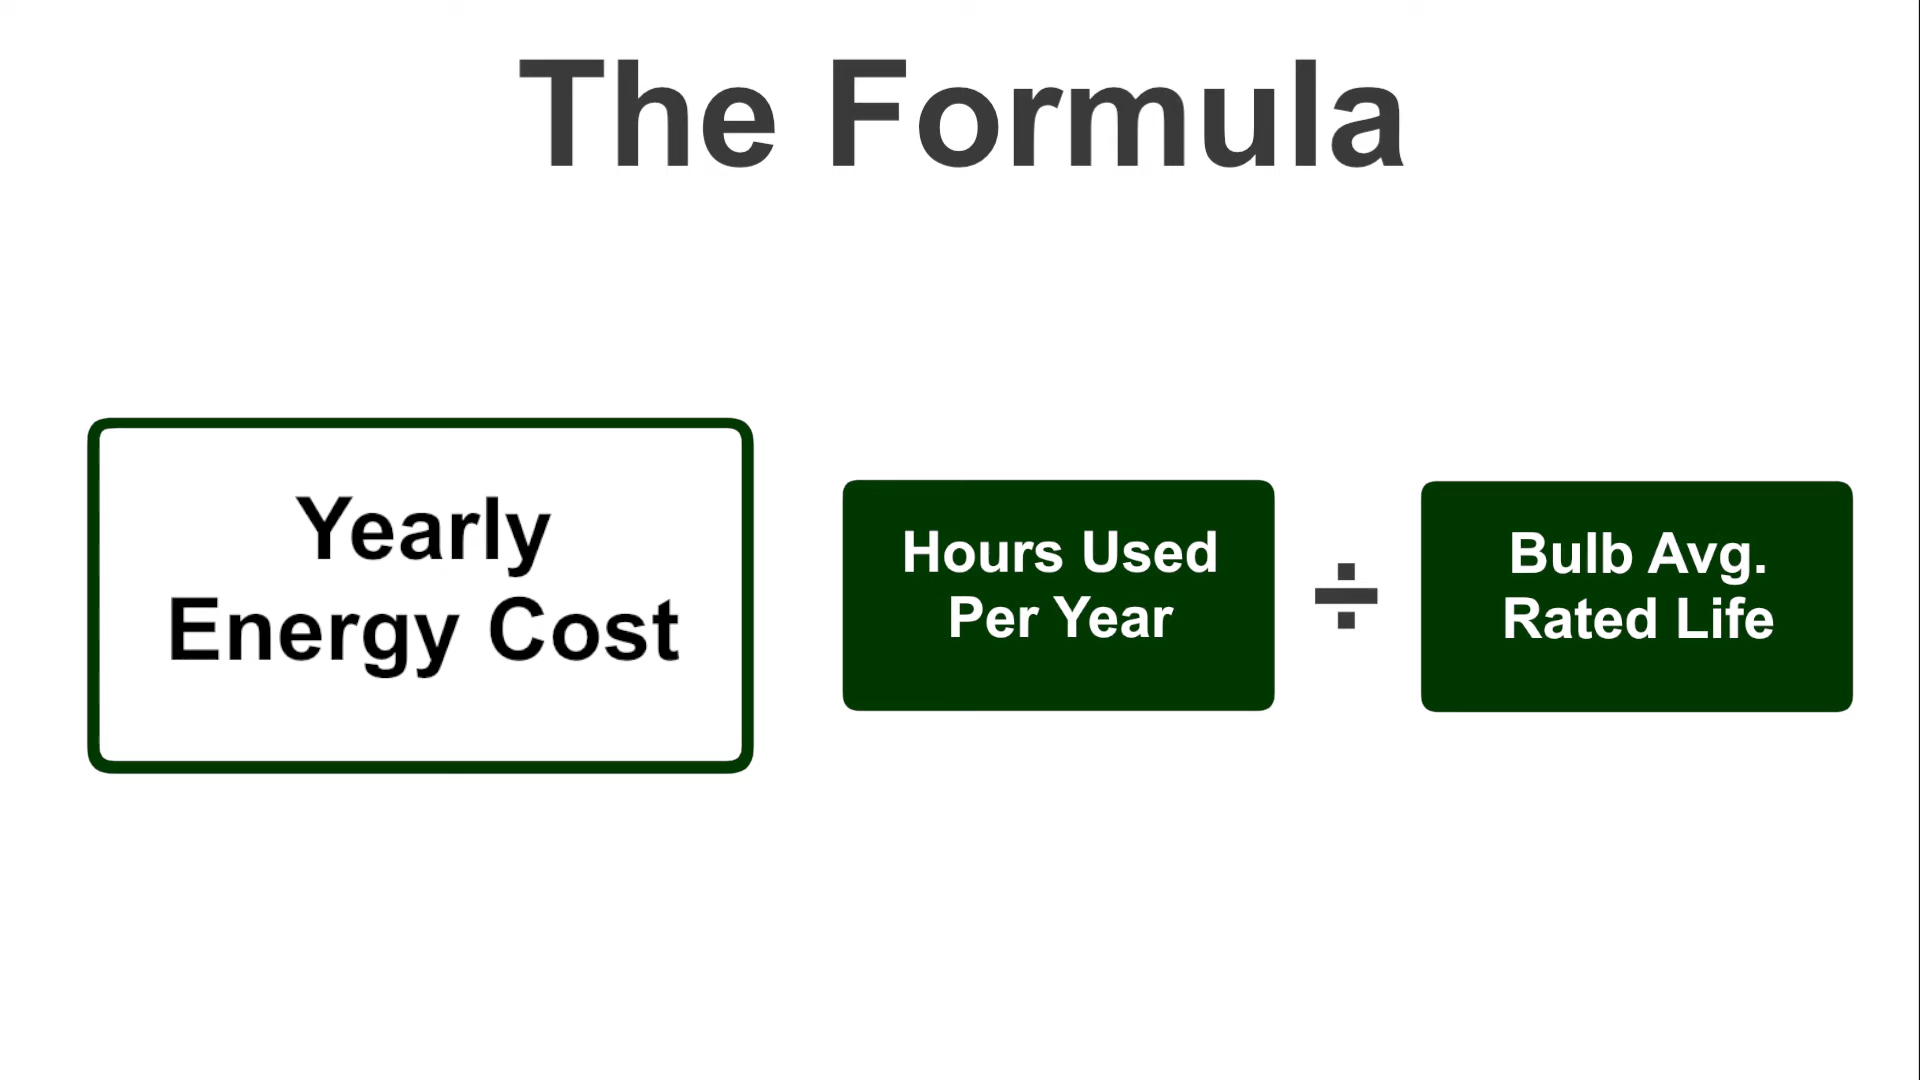 The Formula
Yearly
Energy Cost
Hours Used
Per Year
÷
Bulb Avg.
Rated Life